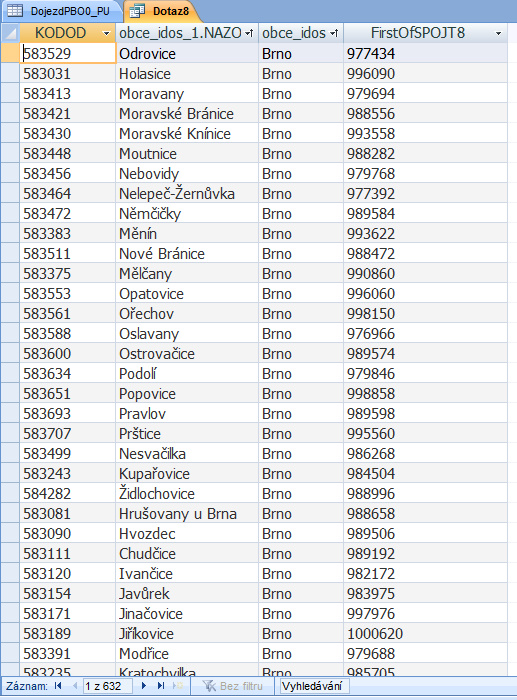 DojezdPBO0_PU Dotaz8
KODOD obce_idos_1.NAZO obce_idos FirstOfSPOJT8
583529 Odrovice Brno 977434
583031 Holasice Brno 996090
583413 Moravany Brno 979694
583421 Moravské Bránice Brno 988556
583430 Moravské Knínice Brno 993558
583448 Moutnice Brno 988282
583456 Nebovidy Brno 979768
583464 Nelepeč-Žernůvka Brno 977392
583472 Němčičky Brno 989584
583383 Měnín Brno 993622
583511 Nové Bránice Brno 988472
583375 Mělčany Brno 990860
583553 Opatovice Brno 996060
583561 Ořechov Brno 998150
583588 Oslavany Brno 976966
583600 Ostrovačice Brno 989574
583634 Podolí Brno 979846
583651 Popovice Brno 998858
583693 Pravlov Brno 989598
583707 Prštice Brno 995560
583499 Nesvačilka Brno 986268
583243 Kupařovice Brno 984504
584282 Židlochovice Brno 988996
583081 Hrušovany u Brna Brno 988658
583090 Hvozdec Brno 989506
583111 Chudčice Brno 989192
583120 Ivančice Brno 982172
583154 Javůrek Brno 983975
583171 Jinačovice Brno 997976
583189 Jiříkovice Brno 1000620
583391 Modřice Brno 979688
583235 Kratochvilka Brno 985705
Záznam: 1 z 632 Bez filtru Vyhledávání